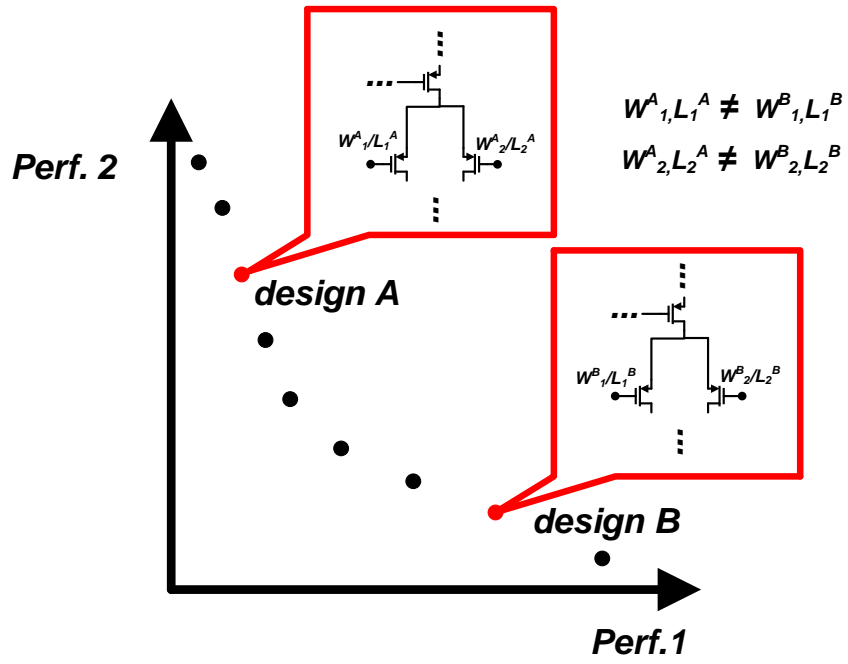 Perf. 2
W^A_1/L_1^A
W^A_2/L_2^A
W^A_1,L_1^A ≠ W^B_1,L_1^B
W^A_2,L_2^A ≠ W^B_2,L_2^B
design A
W^B_1/L_1^B
W^B_2/L_2^B
design B
Perf.1